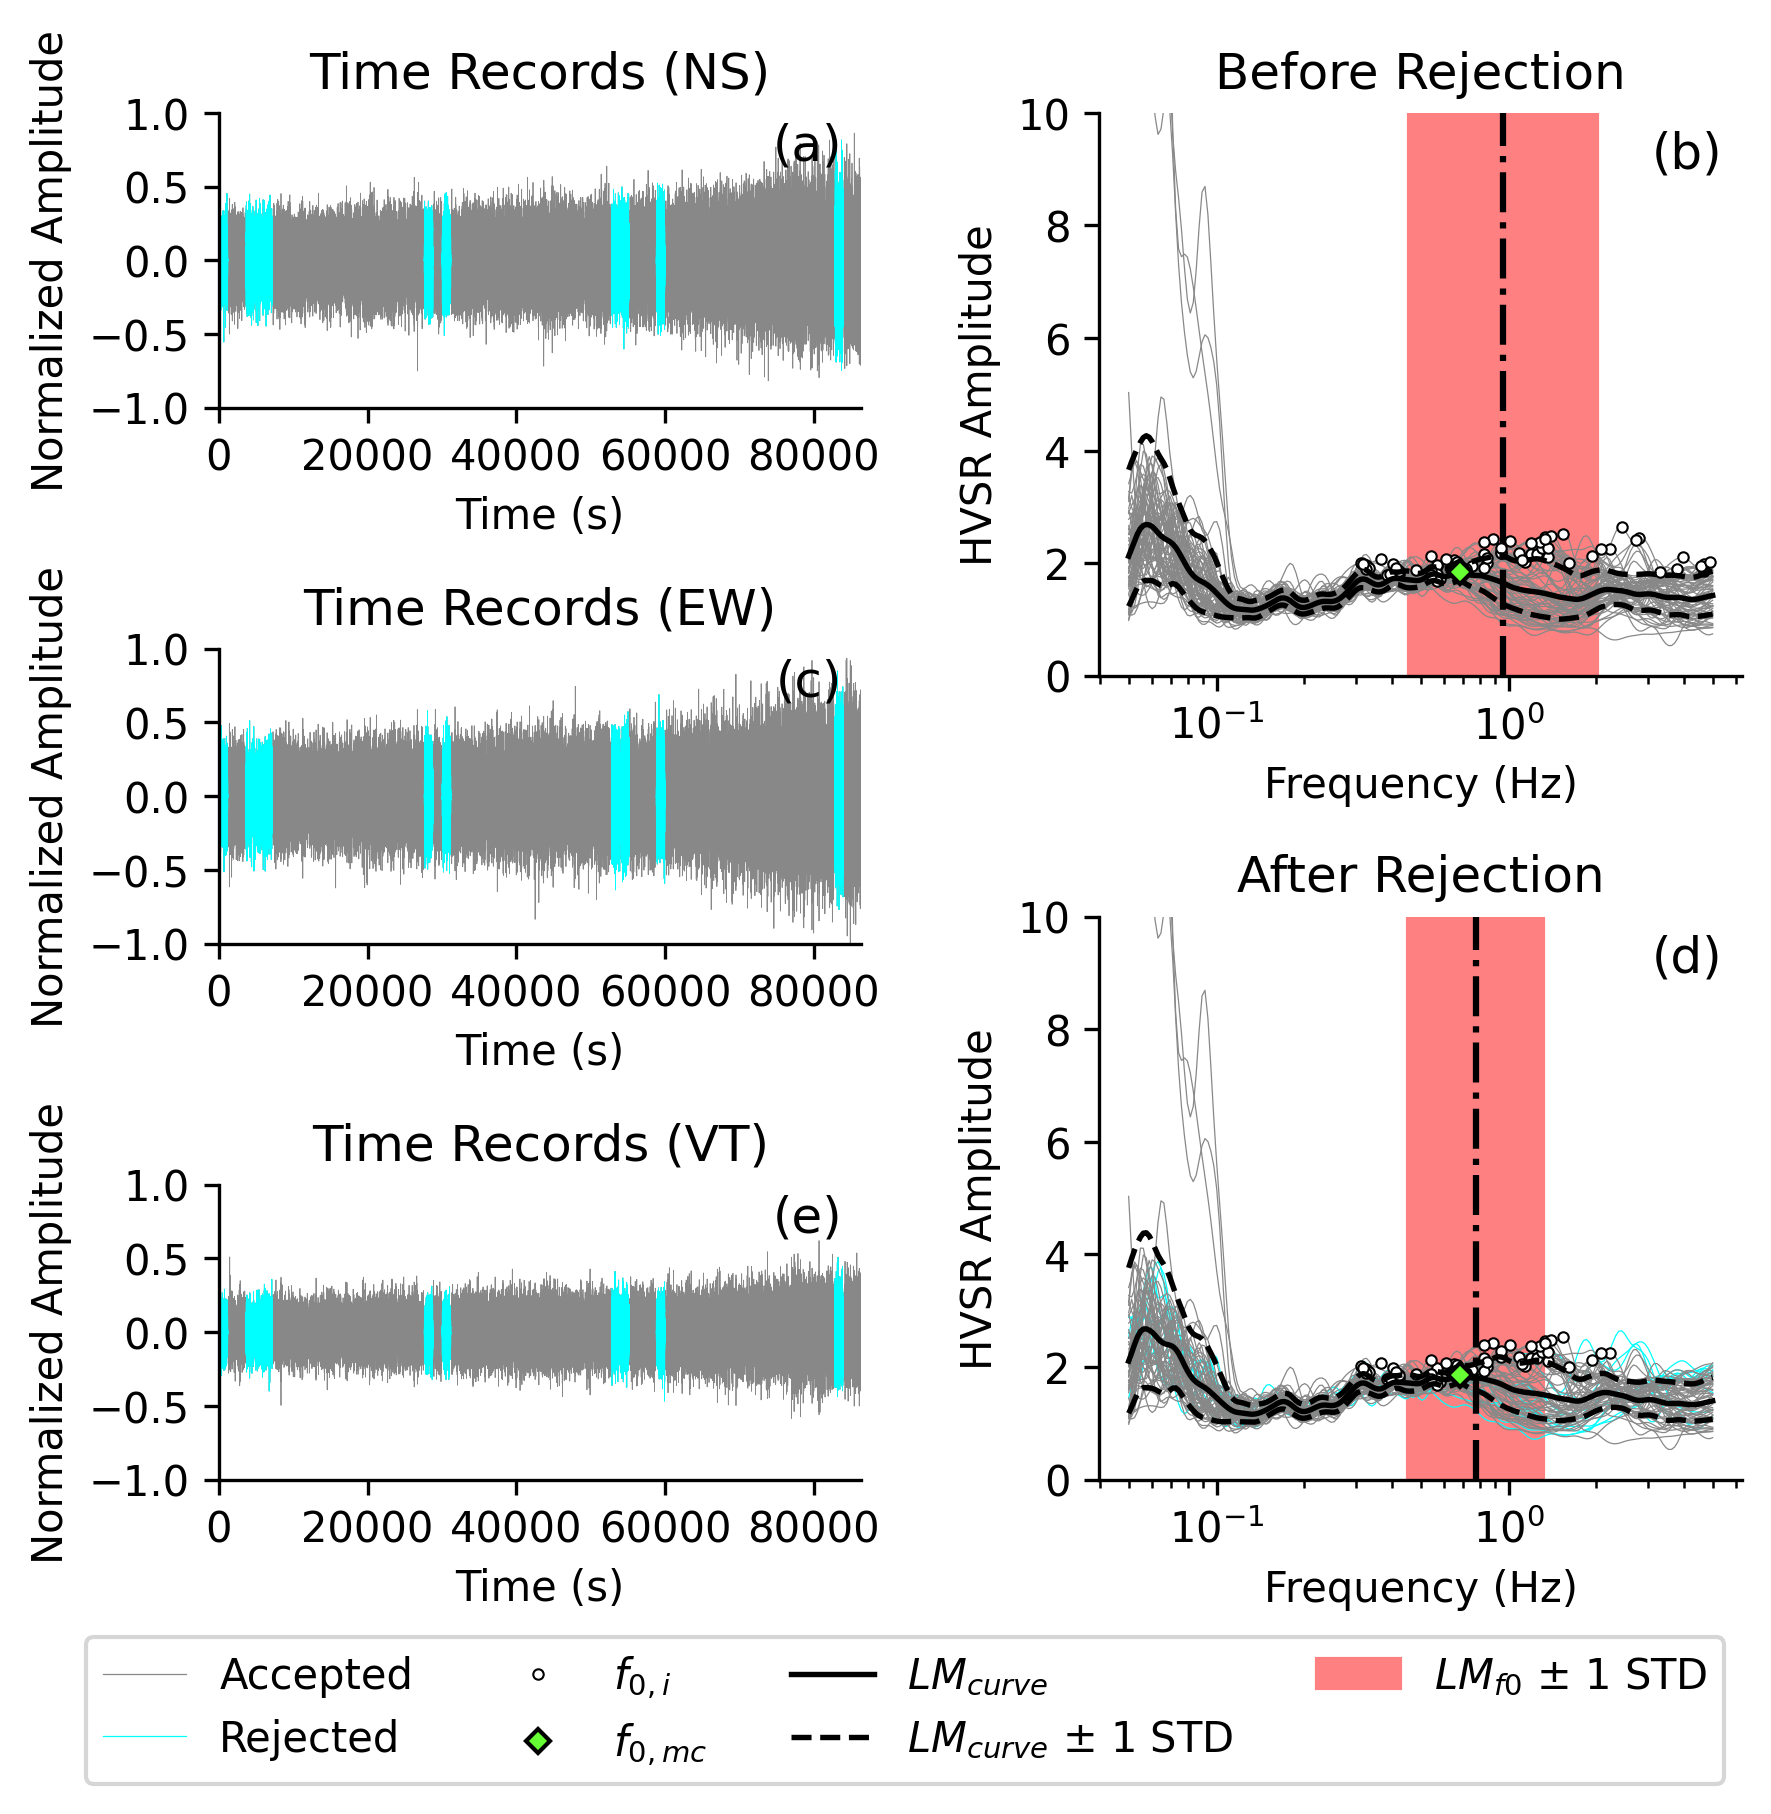 Time Records (NS)
Normalized Amplitude
1.0
0.5
0.0
−0.5
−1.0
(a)
0 20000 40000 60000 80000
Time (s)
Before Rejection
HVSR Amplitude
10
8
6
4
2
0
(b)
10⁻¹ 10⁰
Frequency (Hz)
Time Records (EW)
Normalized Amplitude
1.0
0.5
0.0
−0.5
−1.0
(c)
0 20000 40000 60000 80000
Time (s)
After Rejection
HVSR Amplitude
10
8
6
4
2
0
(d)
10⁻¹ 10⁰
Frequency (Hz)
Time Records (VT)
Normalized Amplitude
1.0
0.5
0.0
−0.5
−1.0
(e)
0 20000 40000 60000 80000
Time (s)
Accepted
Rejected
f0,i
f0,mc
LMcurve
LMcurve ± 1 STD
LMf0 ± 1 STD